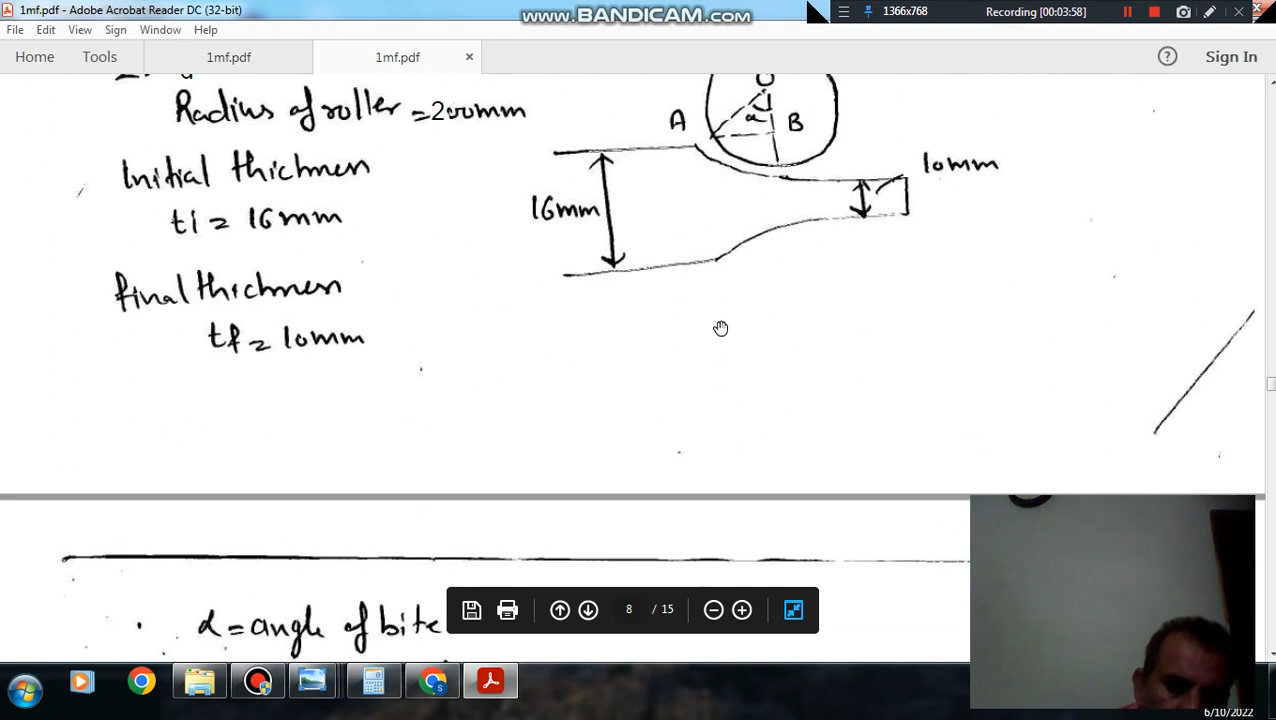 1mf.pdf - Adobe Acrobat Reader DC (32-bit)
www.BANDICAM.com
1366x768
Recording [00:03:58]
File Edit View Sign Window Help
Home Tools 1mf.pdf 1mf.pdf × Sign In
Radius of roller = 200mm
Initial thickness
ti = 16mm
final thickness
tf = 10mm
O
α
A
B
16mm
10mm
α = angle of bite
8 / 15
6/10/2022